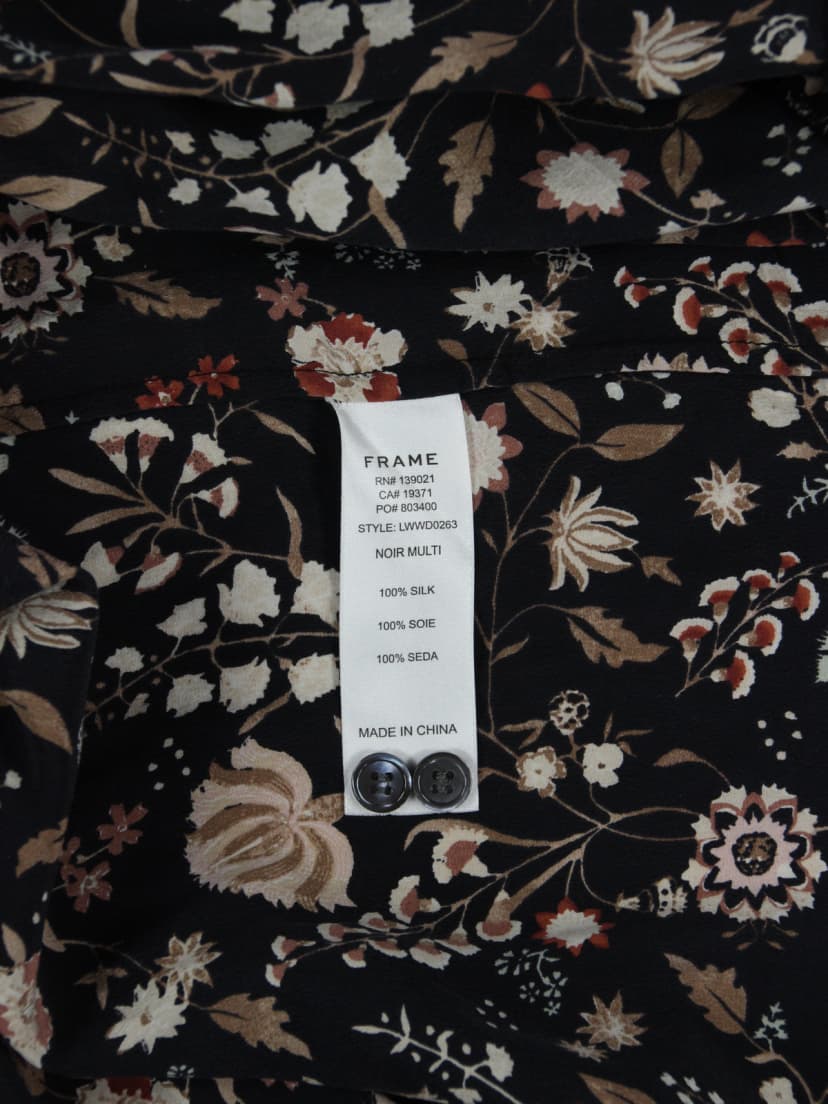 FRAME
RN# 139021
CA# 19371
PO# 803400
STYLE: LWWD0263
NOIR MULTI
100% SILK
100% SOIE
100% SEDA
MADE IN CHINA